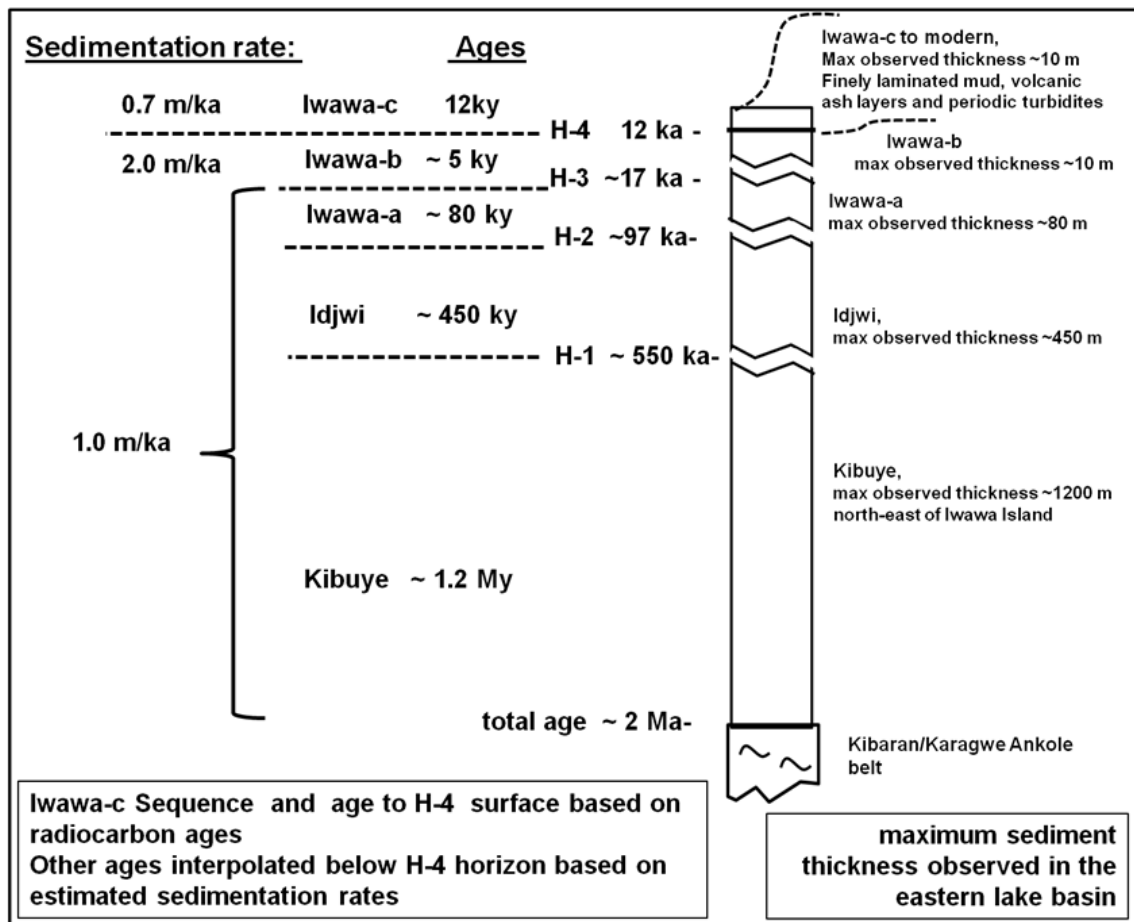 Sedimentation rate:
Ages
0.7 m/ka
Iwawa-c 12ky
H-4 12 ka -
2.0 m/ka
Iwawa-b ~ 5 ky
H-3 ~17 ka -
Iwawa-a ~ 80 ky
H-2 ~97 ka-
Idjwi ~ 450 ky
H-1 ~ 550 ka-
1.0 m/ka
Kibuye ~ 1.2 My
total age ~ 2 Ma-
Iwawa-c to modern,
Max observed thickness ~10 m
Finely laminated mud, volcanic
ash layers and periodic turbidites
Iwawa-b
max observed thickness ~10 m
Iwawa-a
max observed thickness ~80 m
Idjwi,
max observed thickness ~450 m
Kibuye,
max observed thickness ~1200 m
north-east of Iwawa Island
Kibaran/Karagwe Ankole
belt
Iwawa-c Sequence and age to H-4 surface based on
radiocarbon ages
Other ages interpolated below H-4 horizon based on
estimated sedimentation rates
maximum sediment
thickness observed in the
eastern lake basin